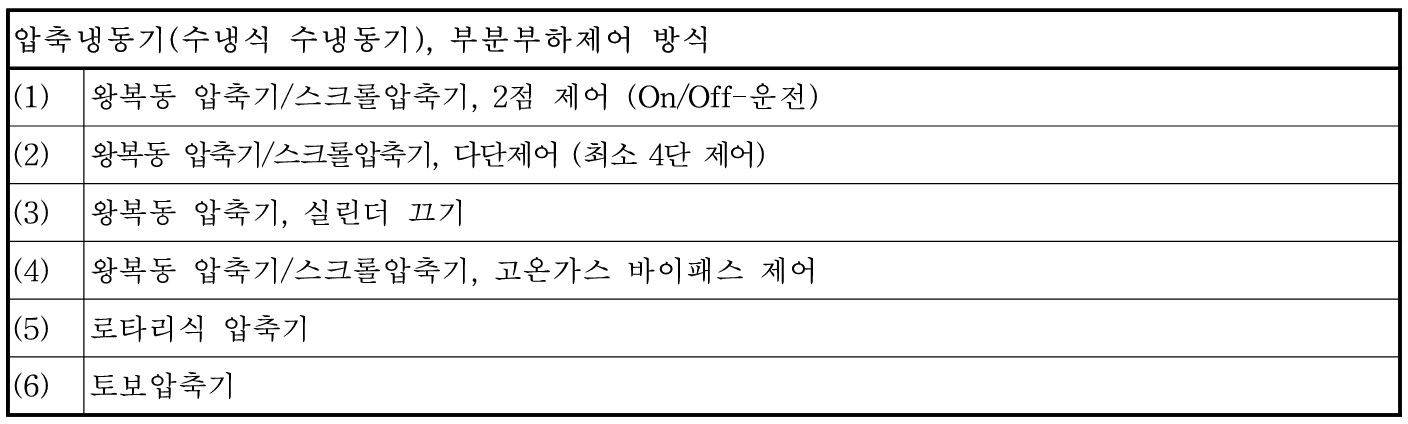 압축냉동기(수냉식 수냉동기), 부분부하제어 방식
(1) 왕복동 압축기/스크롤압축기, 2점 제어 (On/Off-운전)
(2) 왕복동 압축기/스크롤압축기, 다단제어 (최소 4단 제어)
(3) 왕복동 압축기, 실린더 끄기
(4) 왕복동 압축기/스크롤압축기, 고온가스 바이패스 제어
(5) 로타리식 압축기
(6) 토보압축기